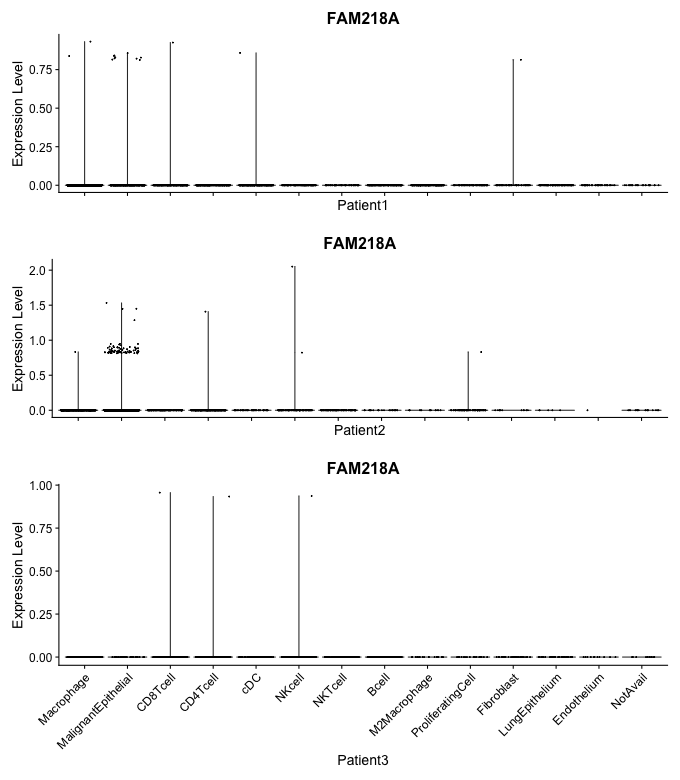 FAM218A
Expression Level
0.75
0.50
0.25
0.00
Patient1
FAM218A
Expression Level
2.0
1.5
1.0
0.5
0.0
Patient2
FAM218A
Expression Level
1.00
0.75
0.50
0.25
0.00
Macrophage
MalignantEpithelial
CD8Tcell
CD4Tcell
cDC
NKcell
NKTcell
Bcell
M2Macrophage
ProliferatingCell
Fibroblast
LungEpithelium
Endothelium
NotAvail
Patient3